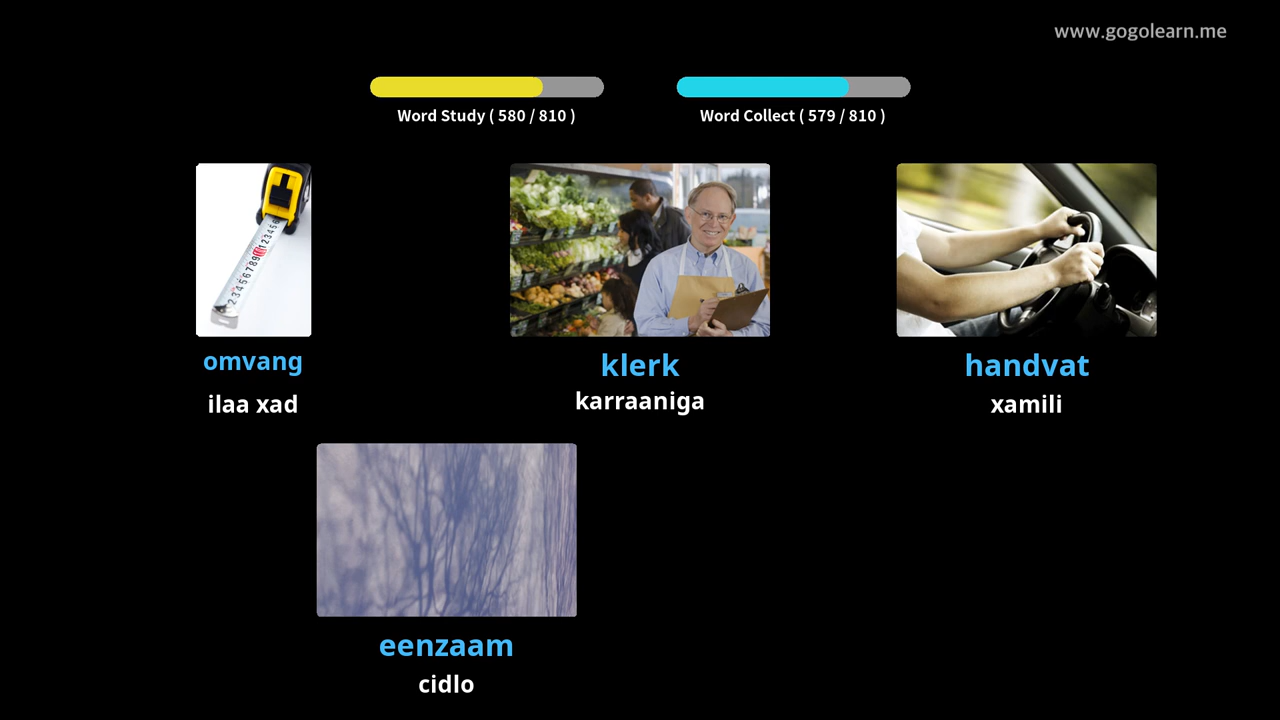 www.gogolearn.me
Word Study ( 580 / 810 )
Word Collect ( 579 / 810 )
omvang
ilaa xad
klerk
karraaniga
handvat
xamili
eenzaam
cidlo